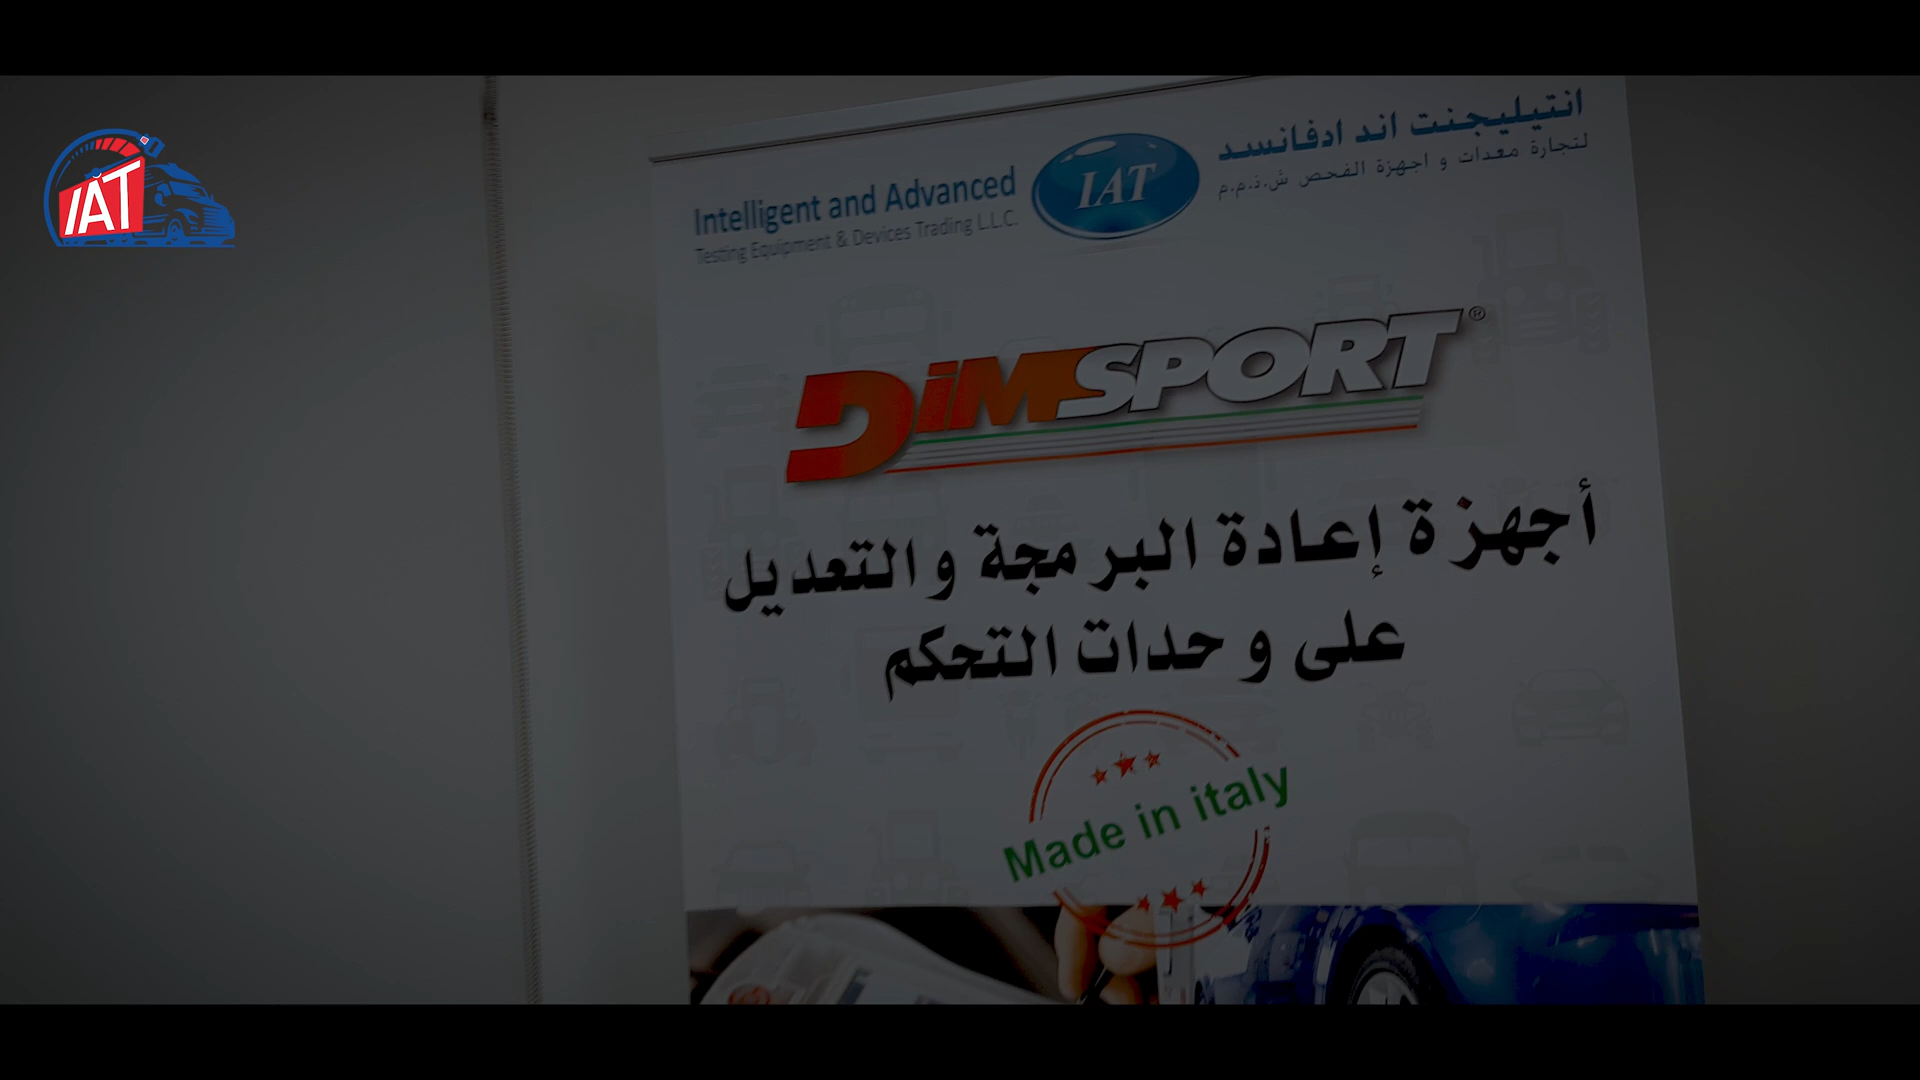 IAT
Intelligent and Advanced
Testing Equipment & Devices Trading L.L.C.
IAT
انتيليجنت اند ادفانسد
لتجارة معدات و اجهزة الفحص ش.ذ.م.م
DiMSPORT®
أجهزة إعادة البرمجة والتعديل
على وحدات التحكم
Made in italy